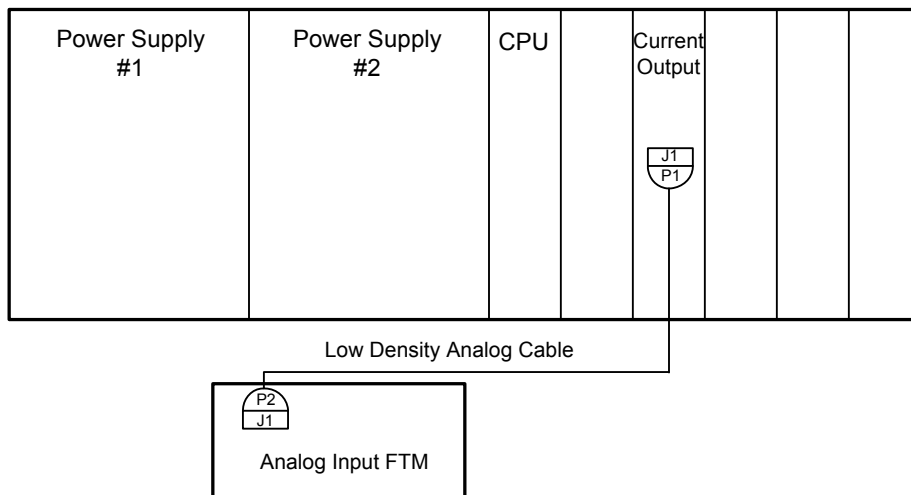 Power Supply
#1
Power Supply
#2
CPU
Current
Output
J1
P1
Low Density Analog Cable
P2
J1
Analog Input FTM